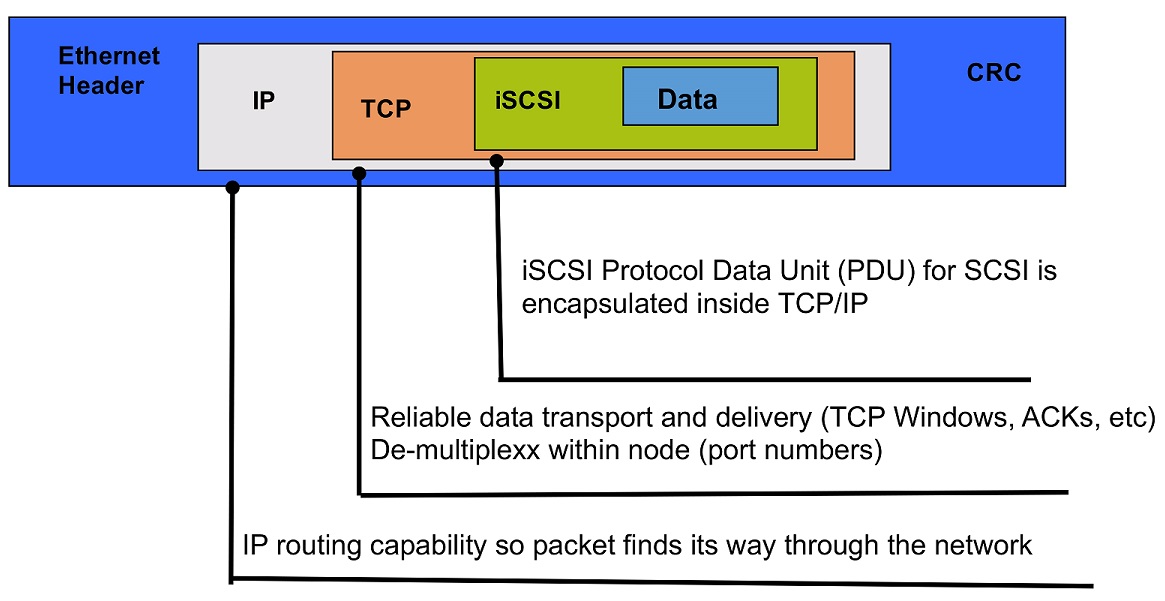 Ethernet
Header
IP
TCP
iSCSI
Data
CRC
iSCSI Protocol Data Unit (PDU) for SCSI is
encapsulated inside TCP/IP
Reliable data transport and delivery (TCP Windows, ACKs, etc)
De-multiplexx within node (port numbers)
IP routing capability so packet finds its way through the network